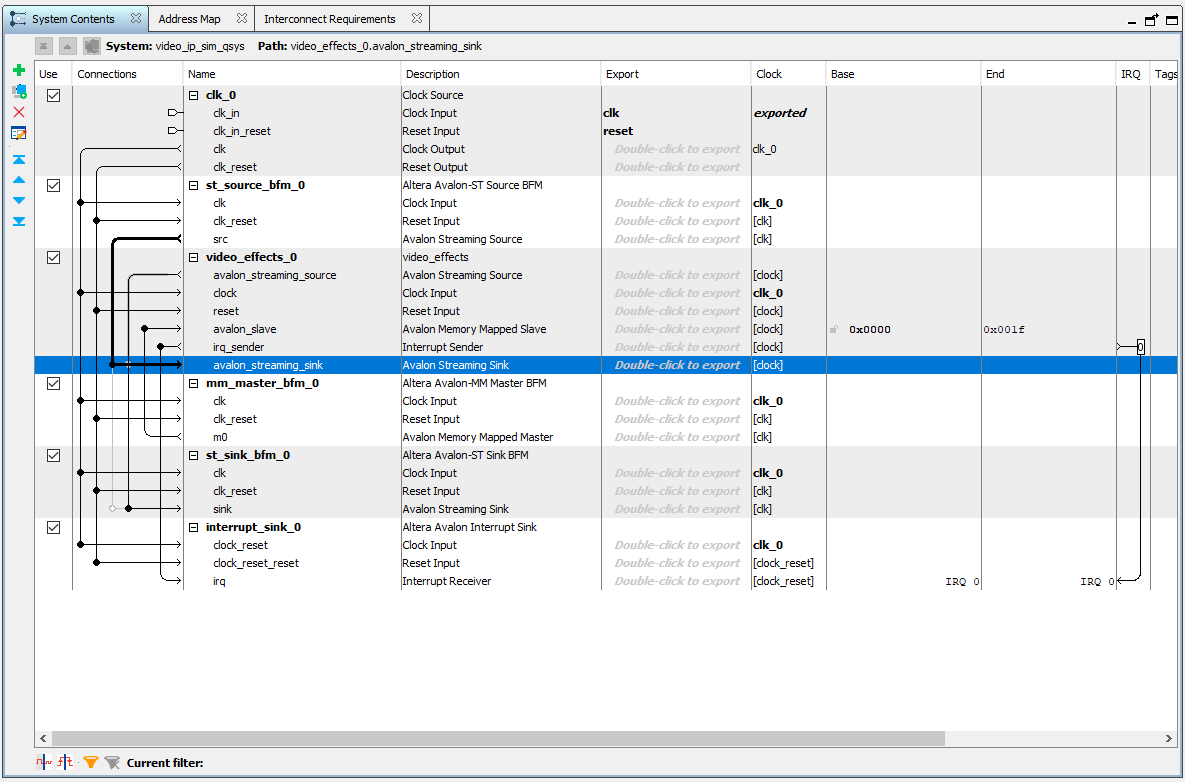 System Contents Address Map Interconnect Requirements
System: video_ip_sim_qsys Path: video_effects_0.avalon_streaming_sink
Use Connections Name Description Export Clock Base End IRQ Tags
clk_0 Clock Source
clk_in Clock Input clk exported
clk_in_reset Reset Input reset
clk Clock Output Double-click to export clk_0
clk_reset Reset Output Double-click to export
st_source_bfm_0 Altera Avalon-ST Source BFM
clk Clock Input Double-click to export clk_0
clk_reset Reset Input Double-click to export [clk]
src Avalon Streaming Source Double-click to export [clk]
video_effects_0 video_effects
avalon_streaming_source Avalon Streaming Source Double-click to export [clock]
clock Clock Input Double-click to export clk_0
reset Reset Input Double-click to export [clock]
avalon_slave Avalon Memory Mapped Slave Double-click to export [clock] 0x0000 0x001f
irq_sender Interrupt Sender Double-click to export [clock] 0
avalon_streaming_sink Avalon Streaming Sink Double-click to export [clock]
mm_master_bfm_0 Altera Avalon-MM Master BFM
clk Clock Input Double-click to export clk_0
clk_reset Reset Input Double-click to export [clk]
m0 Avalon Memory Mapped Master Double-click to export [clk]
st_sink_bfm_0 Altera Avalon-ST Sink BFM
clk Clock Input Double-click to export clk_0
clk_reset Reset Input Double-click to export [clk]
sink Avalon Streaming Sink Double-click to export [clk]
interrupt_sink_0 Altera Avalon Interrupt Sink
clock_reset Clock Input Double-click to export clk_0
clock_reset_reset Reset Input Double-click to export [clock_reset]
irq Interrupt Receiver Double-click to export [clock_reset] IRQ 0 IRQ 0
Current filter: